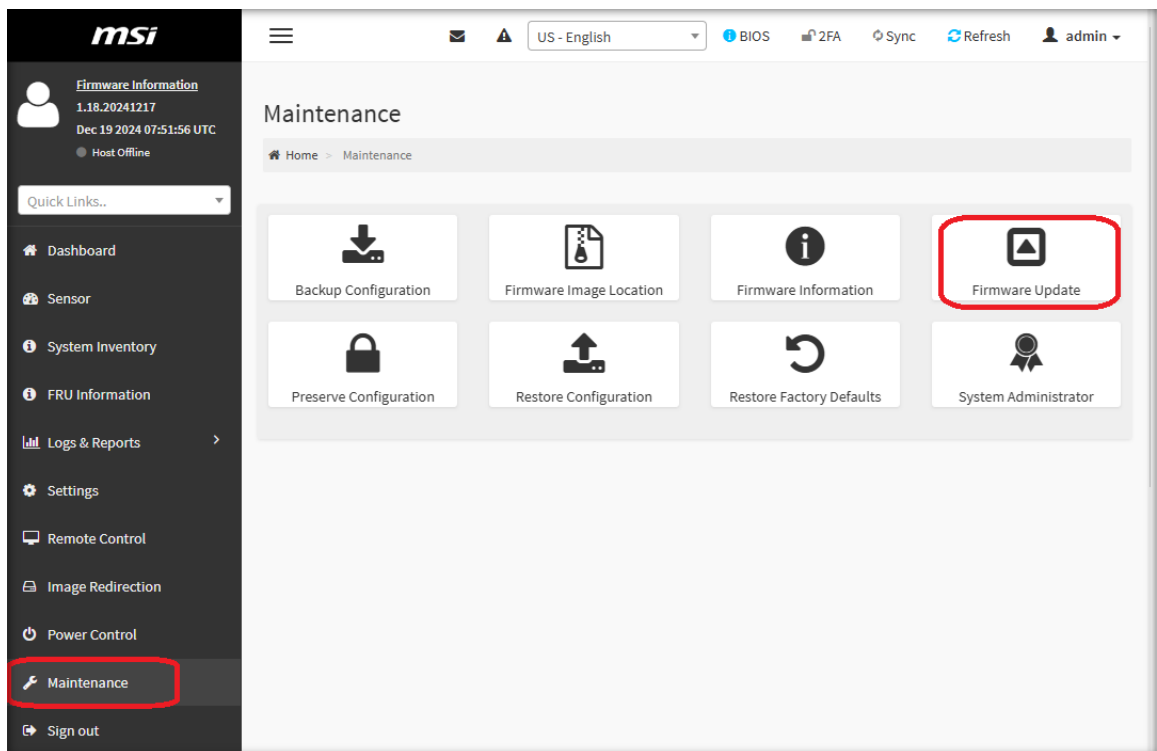 msi
US - English
BIOS
2FA
Sync
Refresh
admin
Firmware Information
1.18.20241217
Dec 19 2024 07:51:56 UTC
Host Offline
Quick Links..
Dashboard
Sensor
System Inventory
FRU Information
Logs & Reports
Settings
Remote Control
Image Redirection
Power Control
Maintenance
Sign out
Maintenance
Home > Maintenance
Backup Configuration
Firmware Image Location
Firmware Information
Firmware Update
Preserve Configuration
Restore Configuration
Restore Factory Defaults
System Administrator